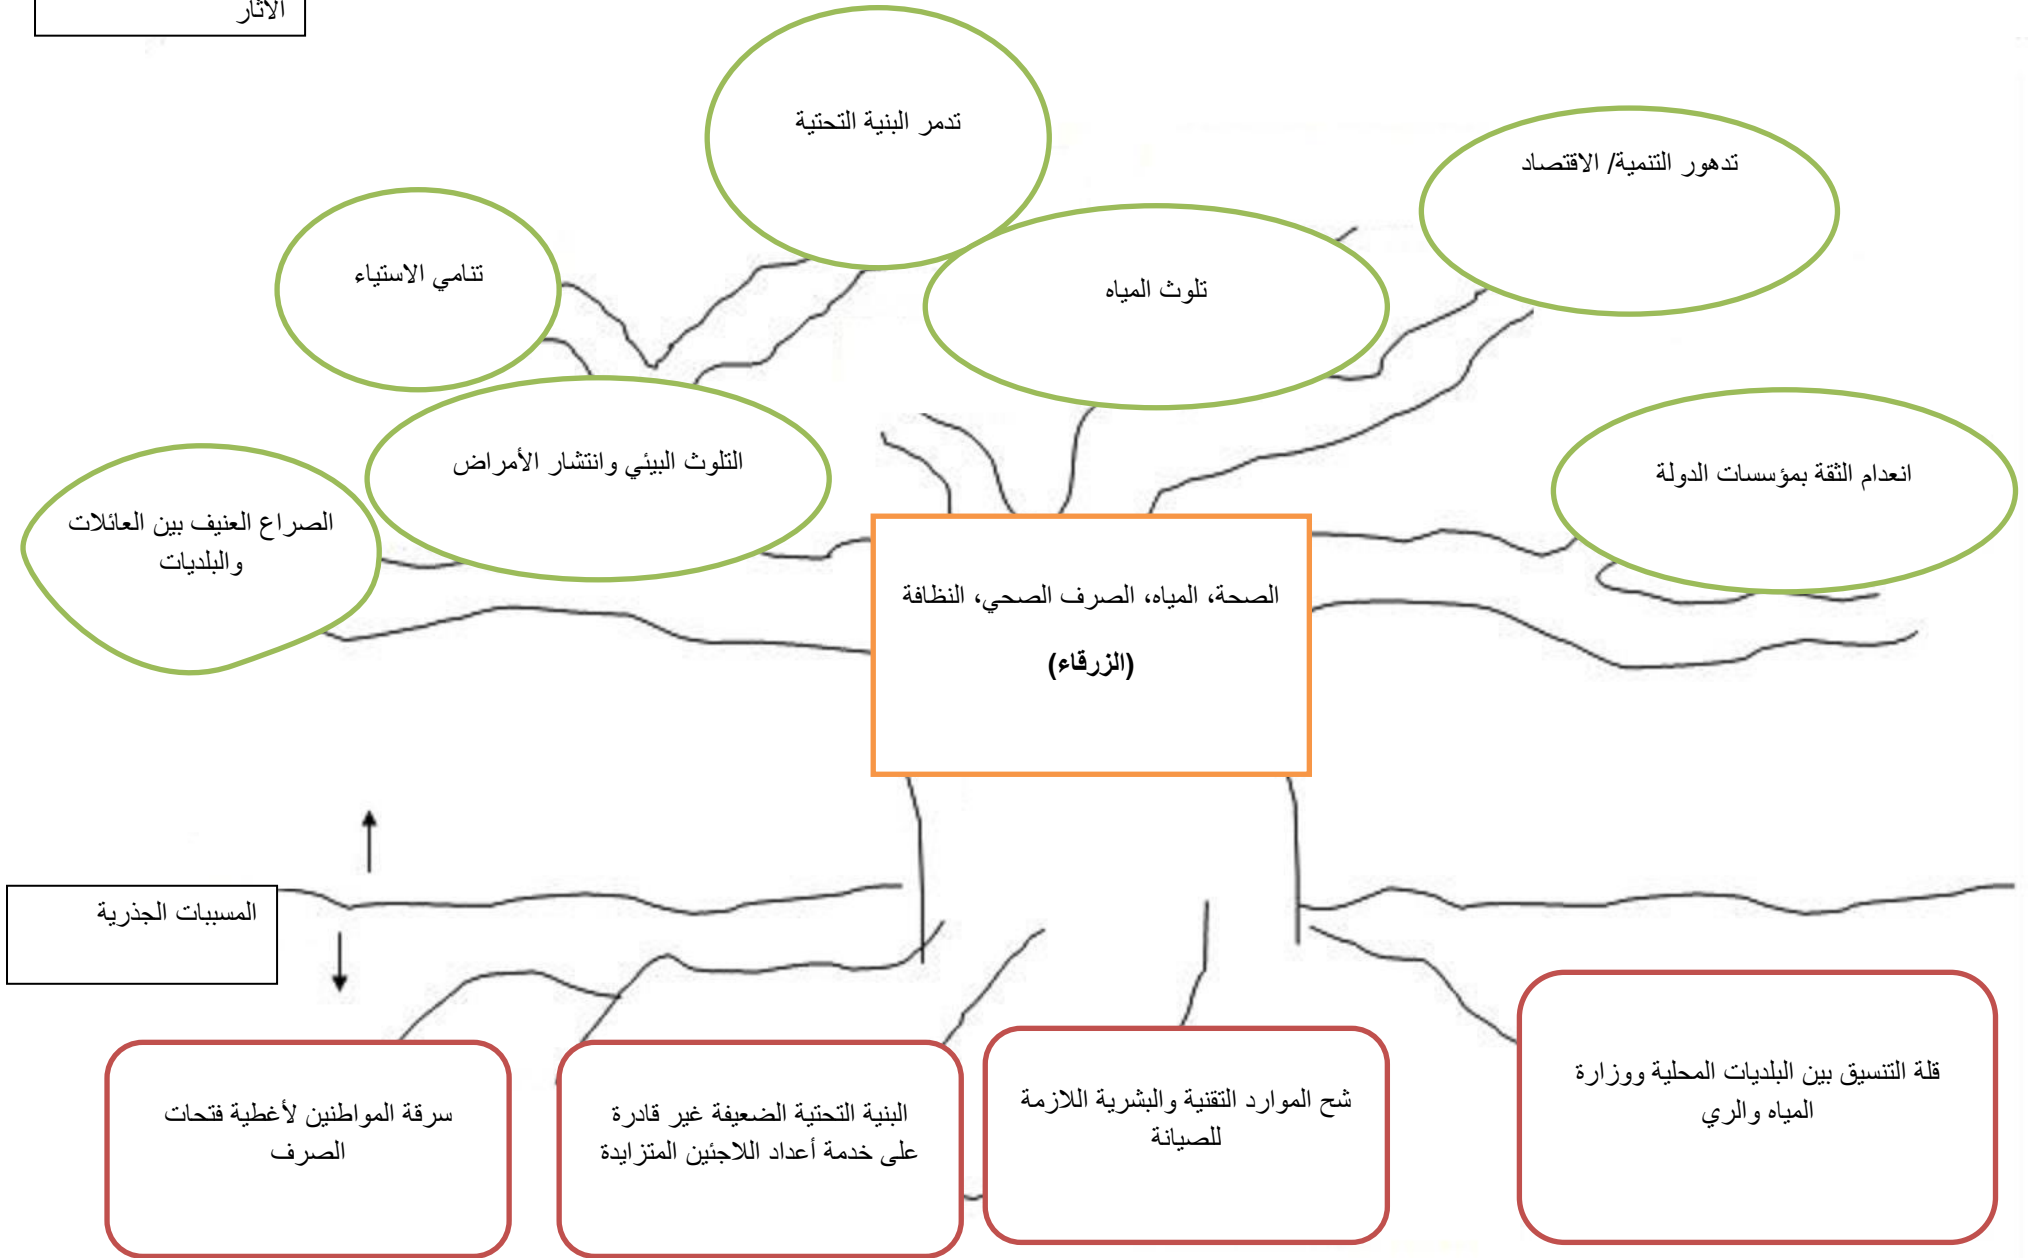 الآثار
تدمر البنية التحتية
تدهور التنمية/ الاقتصاد
تنامي الاستياء
تلوث المياه
التلوث البيئي وانتشار الأمراض
انعدام الثقة بمؤسسات الدولة
الصراع العنيف بين العائلات
والبلديات
الصحة، المياه، الصرف الصحي، النظافة
(الزرقاء)
المسببات الجذرية
قلة التنسيق بين البلديات المحلية ووزارة
المياه والري
شح الموارد التقنية والبشرية اللازمة
للصيانة
البنية التحتية الضعيفة غير قادرة
على خدمة أعداد اللاجئين المتزايدة
سرقة المواطنين لأغطية فتحات
الصرف